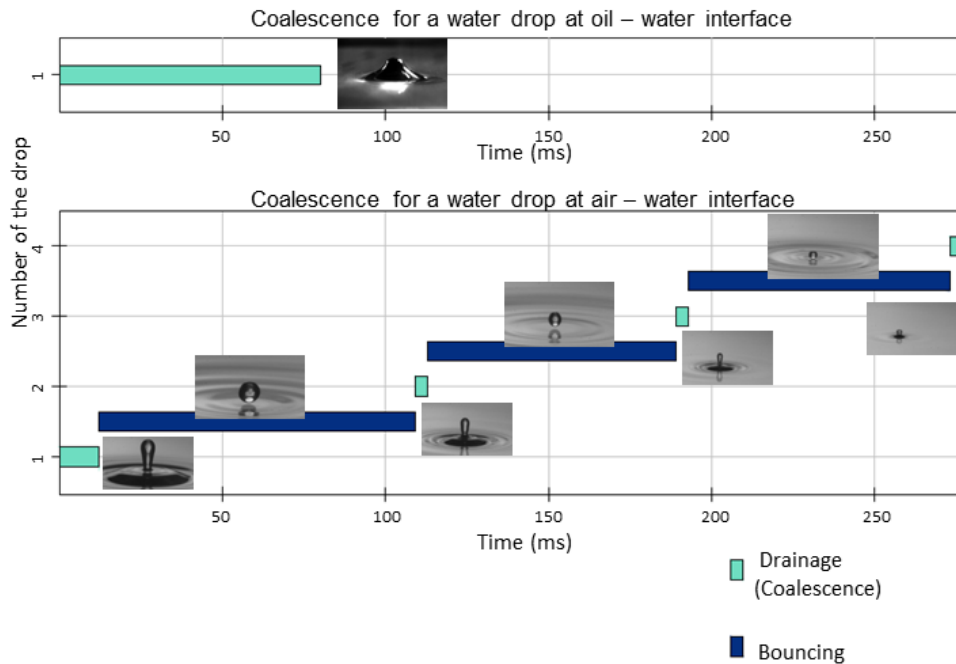 Coalescence for a water drop at oil – water interface
1
50 100 150 200 250
Time (ms)
Number of the drop
Coalescence for a water drop at air – water interface
4
3
2
1
50 100 150 200 250
Time (ms)
Drainage
(Coalescence)
Bouncing